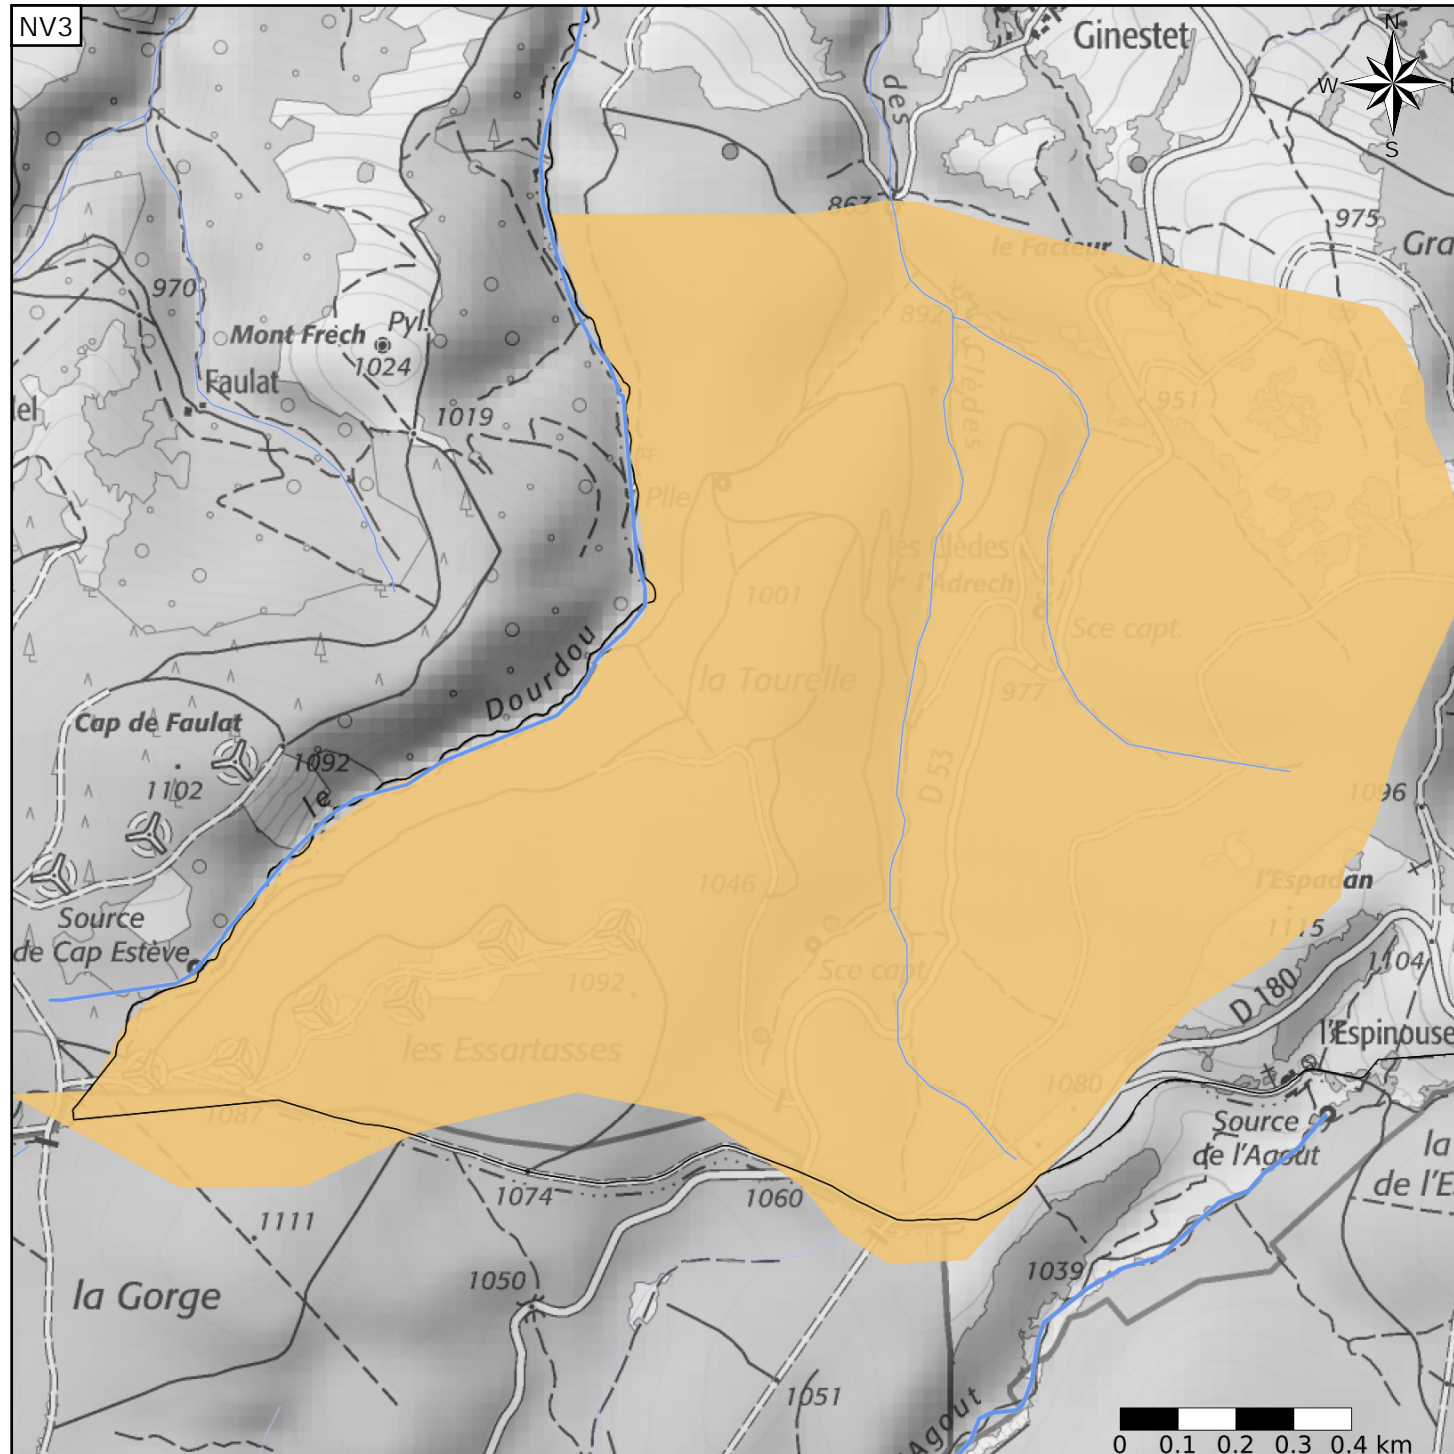 NV3
Ginestet
N
W
S
des
863
le Facteur
975
Gra
970
Mont Frech
Pyl.
1024
Faulat
del
1019
892
Clèdes
951
Plle
les Clèdes
l'Adrech
1001
Sce capt.
la Tourelle
977
le Dourdou
Cap de Faulat
1092
1102
D 53
1096
l'Espadan
1046
1115
Source
de Cap Estève
Sce capt.
1104
1092
D 180
l'Espinouse
les Essartasses
1080
1087
Source
de l'Agout
la
de l'E
1074
1060
1111
1039
1050
la Gorge
1051
l'Agout
0 0.1 0.2 0.3 0.4 km